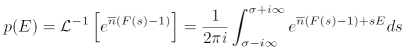 $p(E) = \mathcal{L}^{-1}\left[e^{\overline{n}(F(s)-1)}\right] = \frac{1}{2\pi i}\int_{\sigma-i\infty}^{\sigma+i\infty} e^{\overline{n}(F(s)-1)+sE} ds$